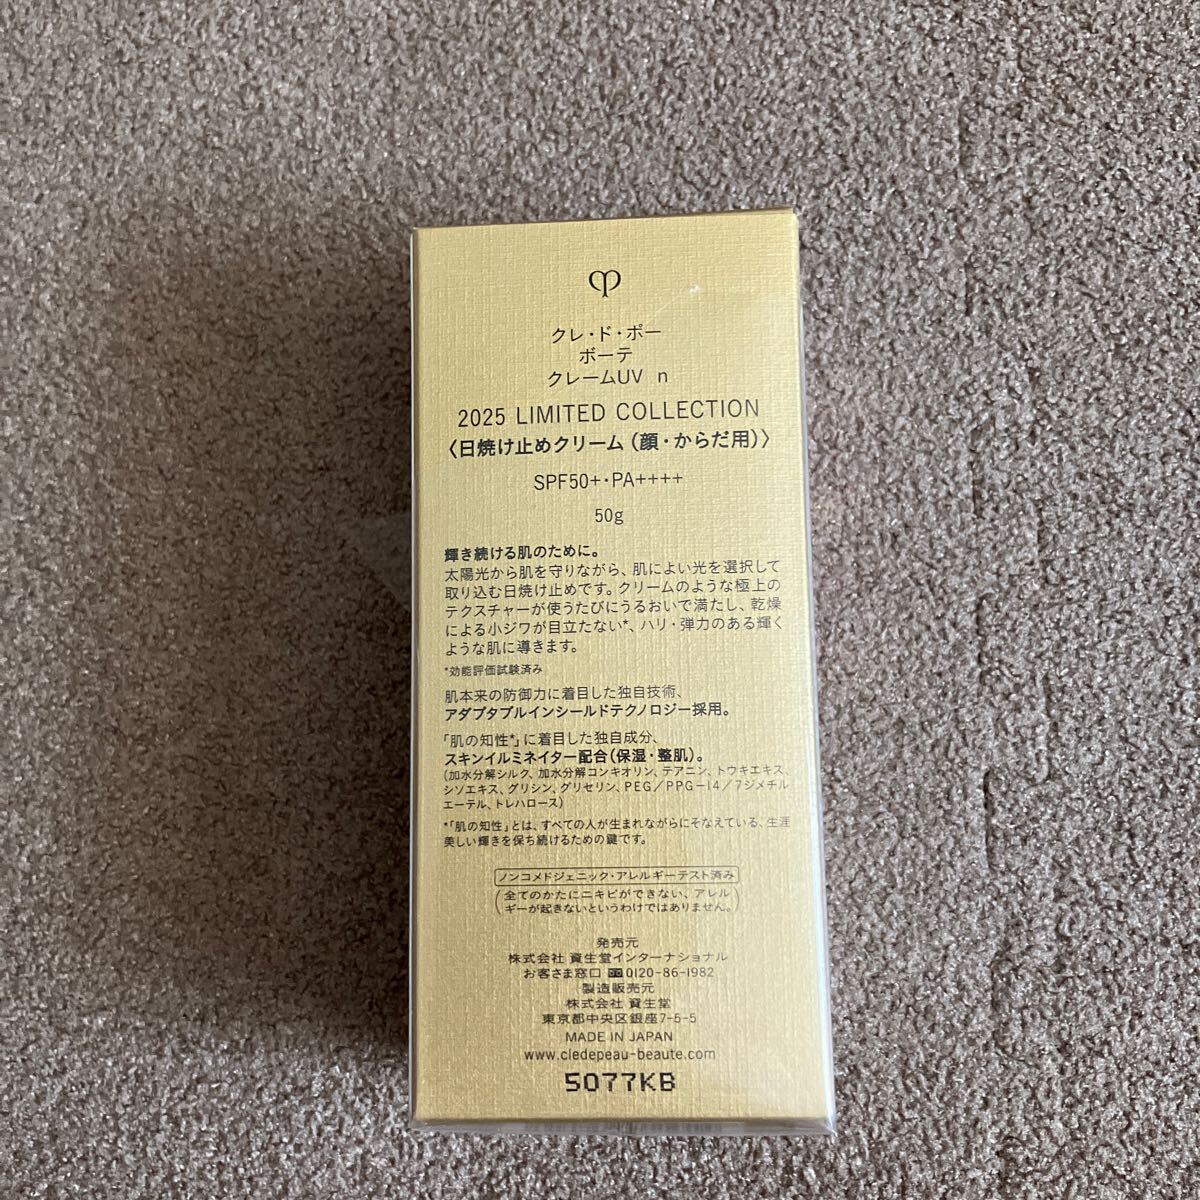 クレ・ド・ポー
ボーテ
クレームUV n
2025 LIMITED COLLECTION
〈日焼け止めクリーム(顔・からだ用)〉
SPF50+・PA++++
50g
輝き続ける肌のために。
太陽光から肌を守りながら、肌によい光を選択して
取り込む日焼け止めです。クリームのような極上の
テクスチャーが使うたびにうるおいで満たし、乾燥
による小ジワが目立たない*、ハリ・弾力のある輝く
ような肌に導きます。
*効能評価試験済み
肌本来の防御力に着目した独自技術、
アダプタブルインシールドテクノロジー採用。
「肌の知性*」に着目した独自成分、
スキンイルミネイター配合(保湿・整肌)。
(加水分解シルク、加水分解コンキオリン、テアニン、トウキエキス、
シソエキス、グリシン、グリセリン、PEG/PPG-14/7ジメチル
エーテル、トレハロース)
*「肌の知性」とは、すべての人が生まれながらにそなえている、生涯
美しい輝きを保ち続けるための鍵です。
ノンコメドジェニック・アレルギーテスト済み
(全てのかたにニキビができない、アレル
ギーが起きないというわけではありません。)
発売元
株式会社 資生堂インターナショナル
お客さま窓口 0120-86-1982
製造販売元
株式会社 資生堂
東京都中央区銀座7-5-5
MADE IN JAPAN
www.cledepeau-beaute.com
5077KB